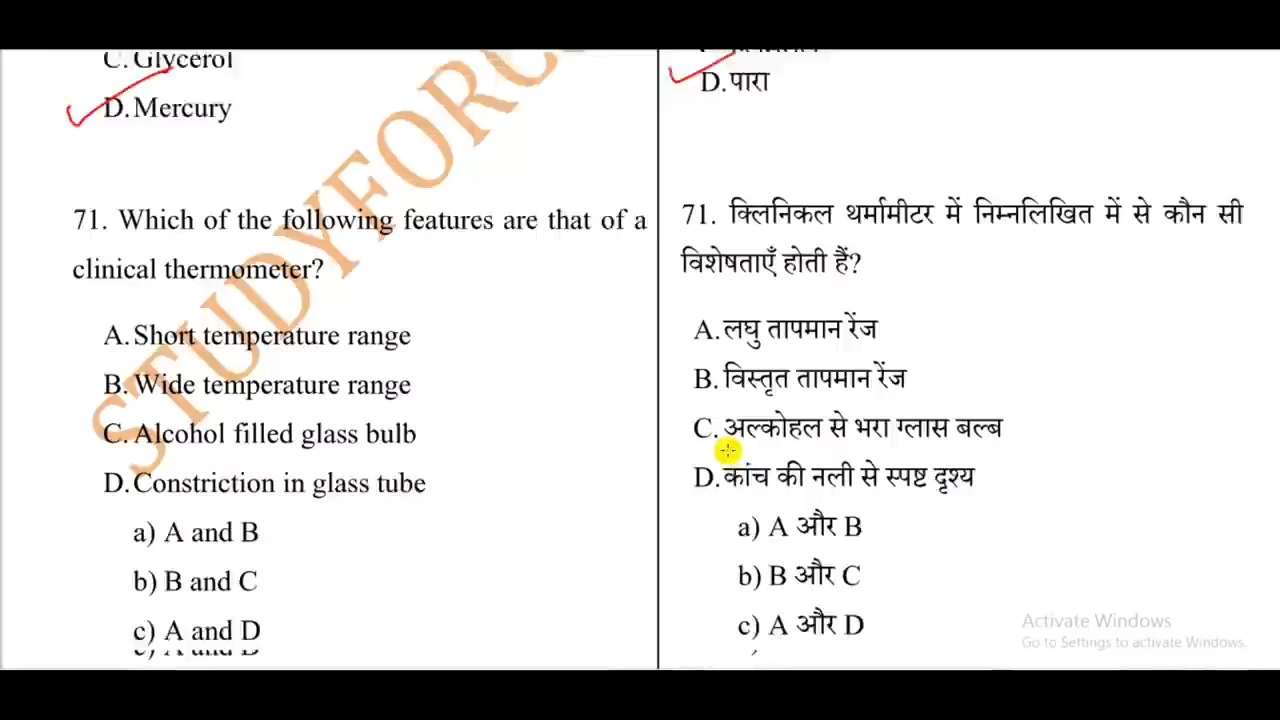 C. Glycerol
D. Mercury
71. Which of the following features are that of a
clinical thermometer?
A. Short temperature range
B. Wide temperature range
C. Alcohol filled glass bulb
D. Constriction in glass tube
a) A and B
b) B and C
c) A and D
D. पारा
71. क्लिनिकल थर्मामीटर में निम्नलिखित में से कौन सी
विशेषताएँ होती हैं?
A. लघु तापमान रेंज
B. विस्तृत तापमान रेंज
C. अल्कोहल से भरा ग्लास बल्ब
D. कांच की नली से स्पष्ट दृश्य
a) A और B
b) B और C
c) A और D
STUDYFORC
Activate Windows
Go to Settings to activate Windows.